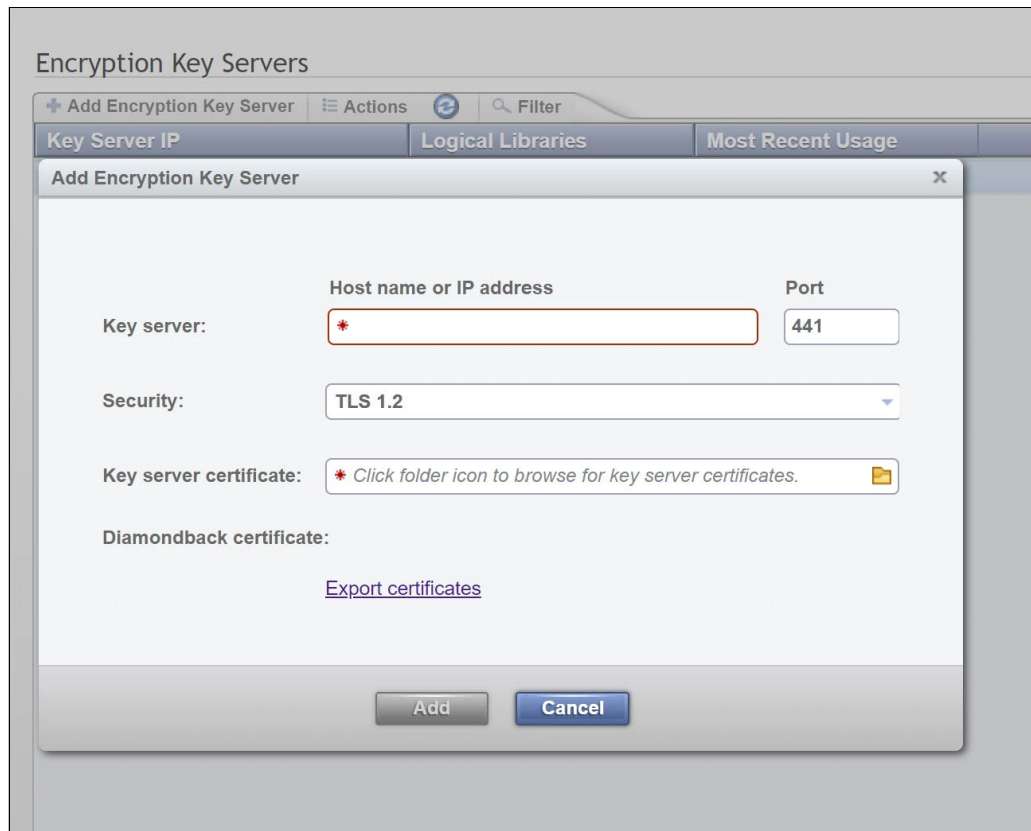 Encryption Key Servers
Add Encryption Key Server Actions Filter
Key Server IP Logical Libraries Most Recent Usage
Add Encryption Key Server x
Host name or IP address Port
Key server: * 441
Security: TLS 1.2
Key server certificate: * Click folder icon to browse for key server certificates.
Diamondback certificate:
Export certificates
Add Cancel